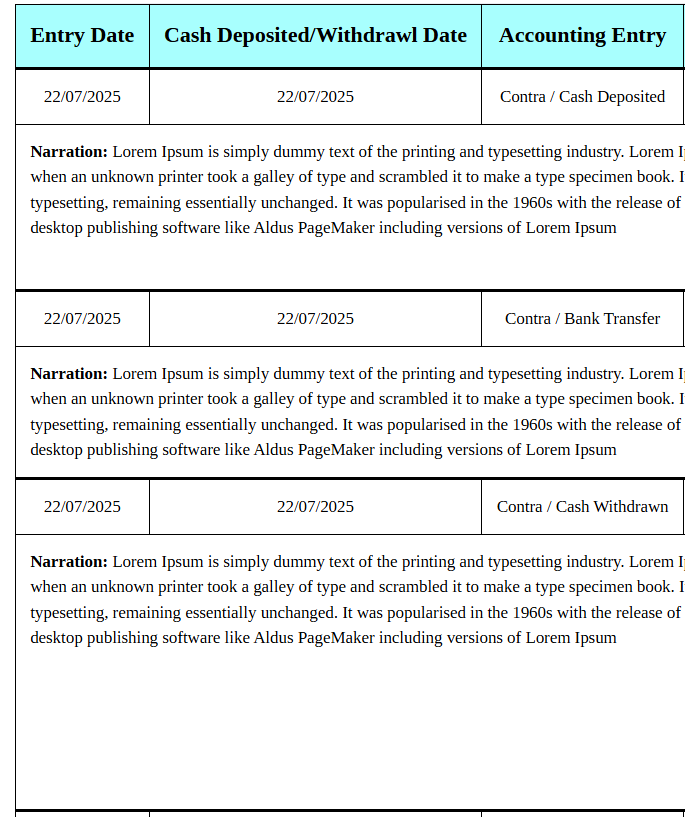 Entry Date Cash Deposited/Withdrawl Date Accounting Entry
22/07/2025 22/07/2025 Contra / Cash Deposited
Narration: Lorem Ipsum is simply dummy text of the printing and typesetting industry. Lorem
when an unknown printer took a galley of type and scrambled it to make a type specimen book.
typesetting, remaining essentially unchanged. It was popularised in the 1960s with the release of
desktop publishing software like Aldus PageMaker including versions of Lorem Ipsum
22/07/2025 22/07/2025 Contra / Bank Transfer
Narration: Lorem Ipsum is simply dummy text of the printing and typesetting industry. Lorem
when an unknown printer took a galley of type and scrambled it to make a type specimen book.
typesetting, remaining essentially unchanged. It was popularised in the 1960s with the release of
desktop publishing software like Aldus PageMaker including versions of Lorem Ipsum
22/07/2025 22/07/2025 Contra / Cash Withdrawn
Narration: Lorem Ipsum is simply dummy text of the printing and typesetting industry. Lorem
when an unknown printer took a galley of type and scrambled it to make a type specimen book.
typesetting, remaining essentially unchanged. It was popularised in the 1960s with the release of
desktop publishing software like Aldus PageMaker including versions of Lorem Ipsum